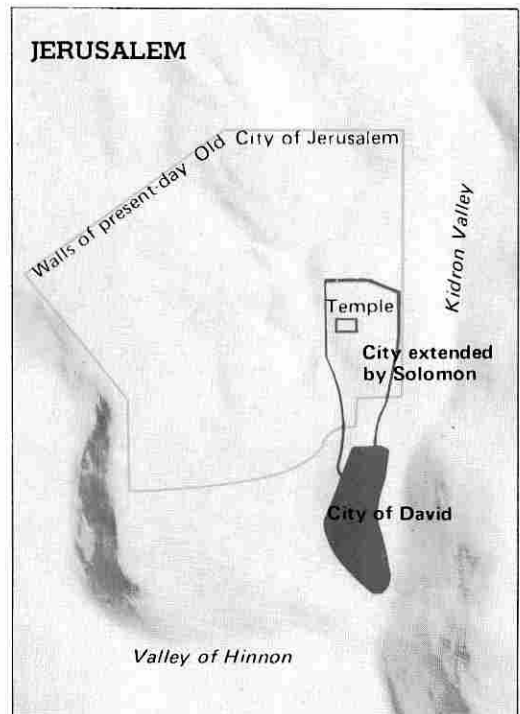 JERUSALEM
Walls of present-day Old City of Jerusalem
Kidron Valley
Temple
City extended
by Solomon
City of David
Valley of Hinnon